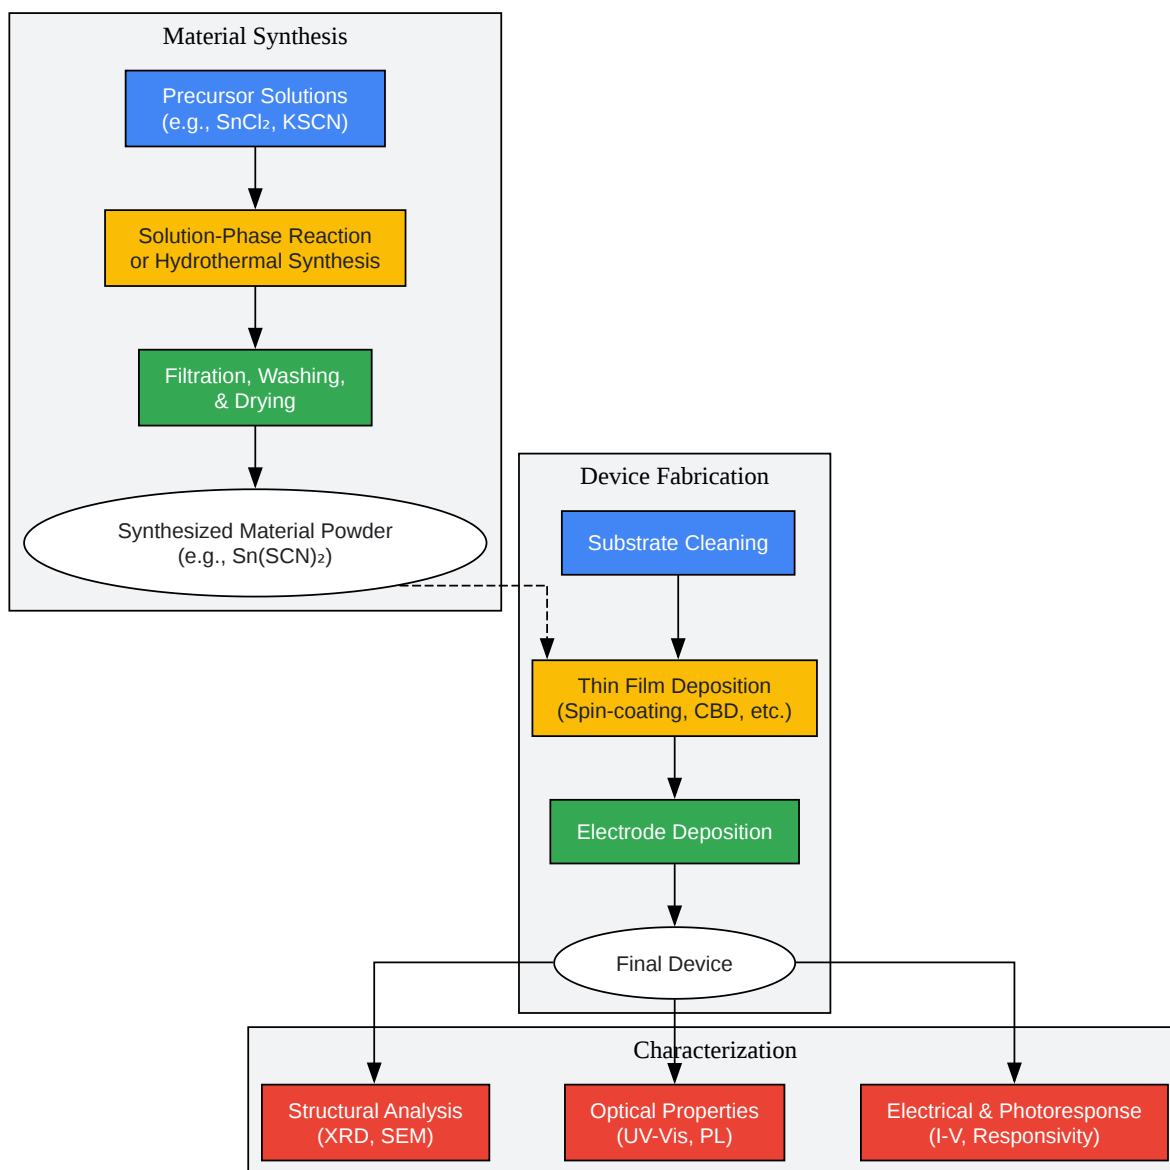 Material Synthesis
Precursor Solutions
(e.g., SnCl₂, KSCN)
Solution-Phase Reaction
or Hydrothermal Synthesis
Filtration, Washing,
& Drying
Synthesized Material Powder
(e.g., Sn(SCN)₂)
Device Fabrication
Substrate Cleaning
Thin Film Deposition
(Spin-coating, CBD, etc.)
Electrode Deposition
Final Device
Characterization
Structural Analysis
(XRD, SEM)
Optical Properties
(UV-Vis, PL)
Electrical & Photoresponse
(I-V, Responsivity)